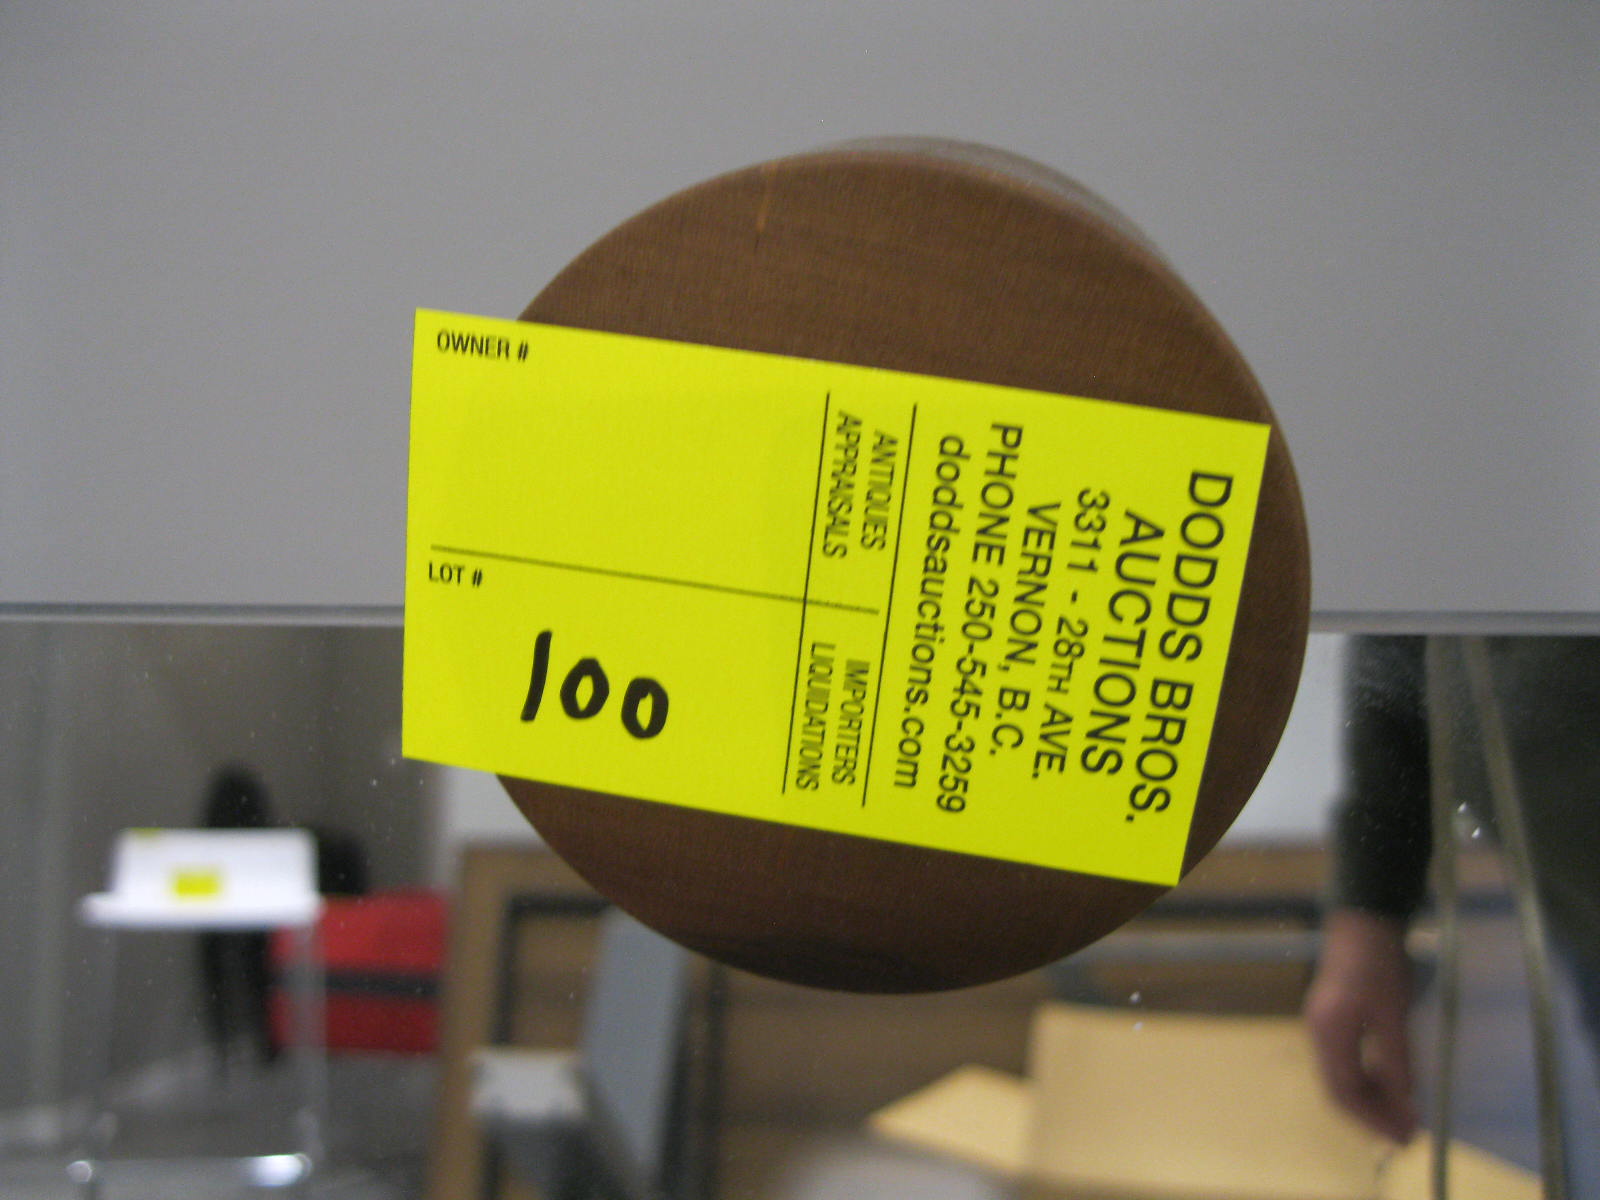 DODDS BROS.
AUCTIONS
3311 - 28TH AVE.
VERNON, B.C.
PHONE 250-545-3259
doddsauctions.com
ANTIQUES IMPORTERS
APPRAISALS LIQUIDATIONS
OWNER #
LOT #
100